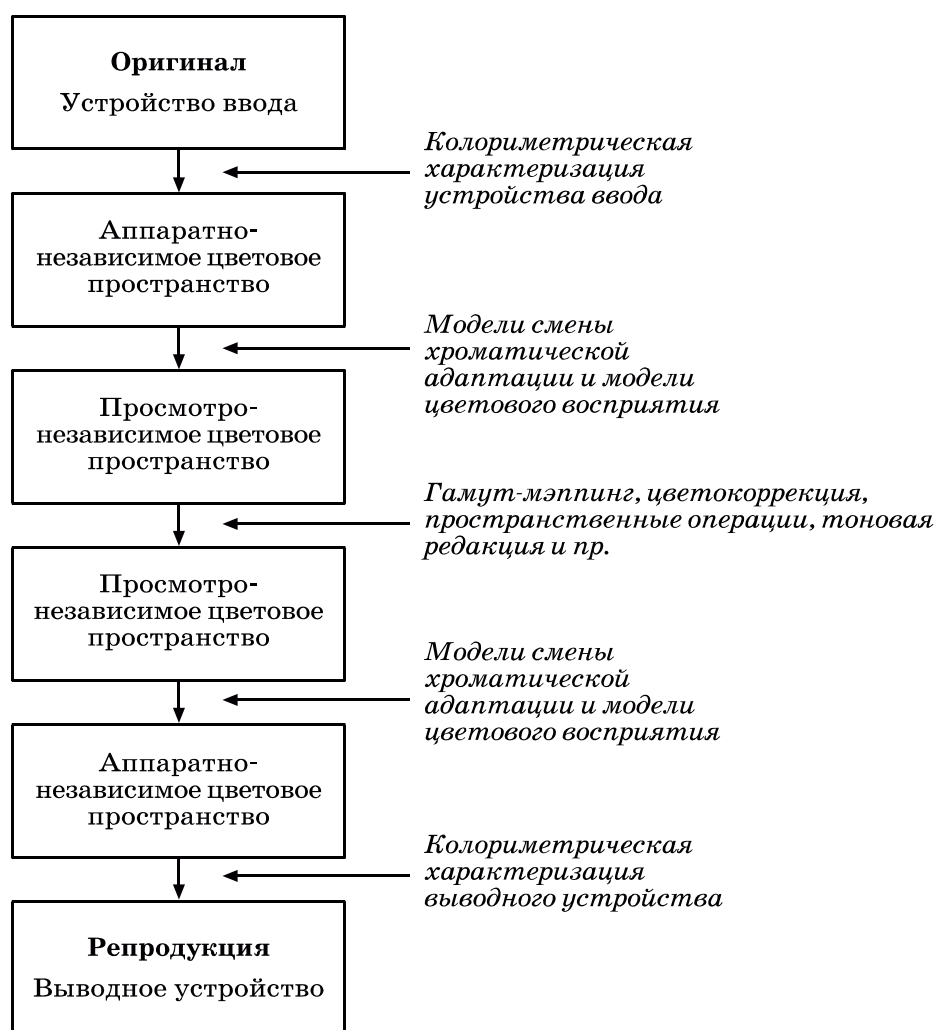 Оригинал
Устройство ввода
Колориметрическая
характеризация
устройства ввода
Аппаратно-
независимое цветовое
пространство
Модели смены
хроматической
адаптации и модели
цветового восприятия
Просмотро-
независимое цветовое
пространство
Гамут-мэппинг, цветокоррекция,
пространственные операции, тоновая
редакция и пр.
Просмотро-
независимое цветовое
пространство
Модели смены
хроматической
адаптации и модели
цветового восприятия
Аппаратно-
независимое цветовое
пространство
Колориметрическая
характеризация
выводного устройства
Репродукция
Выводное устройство